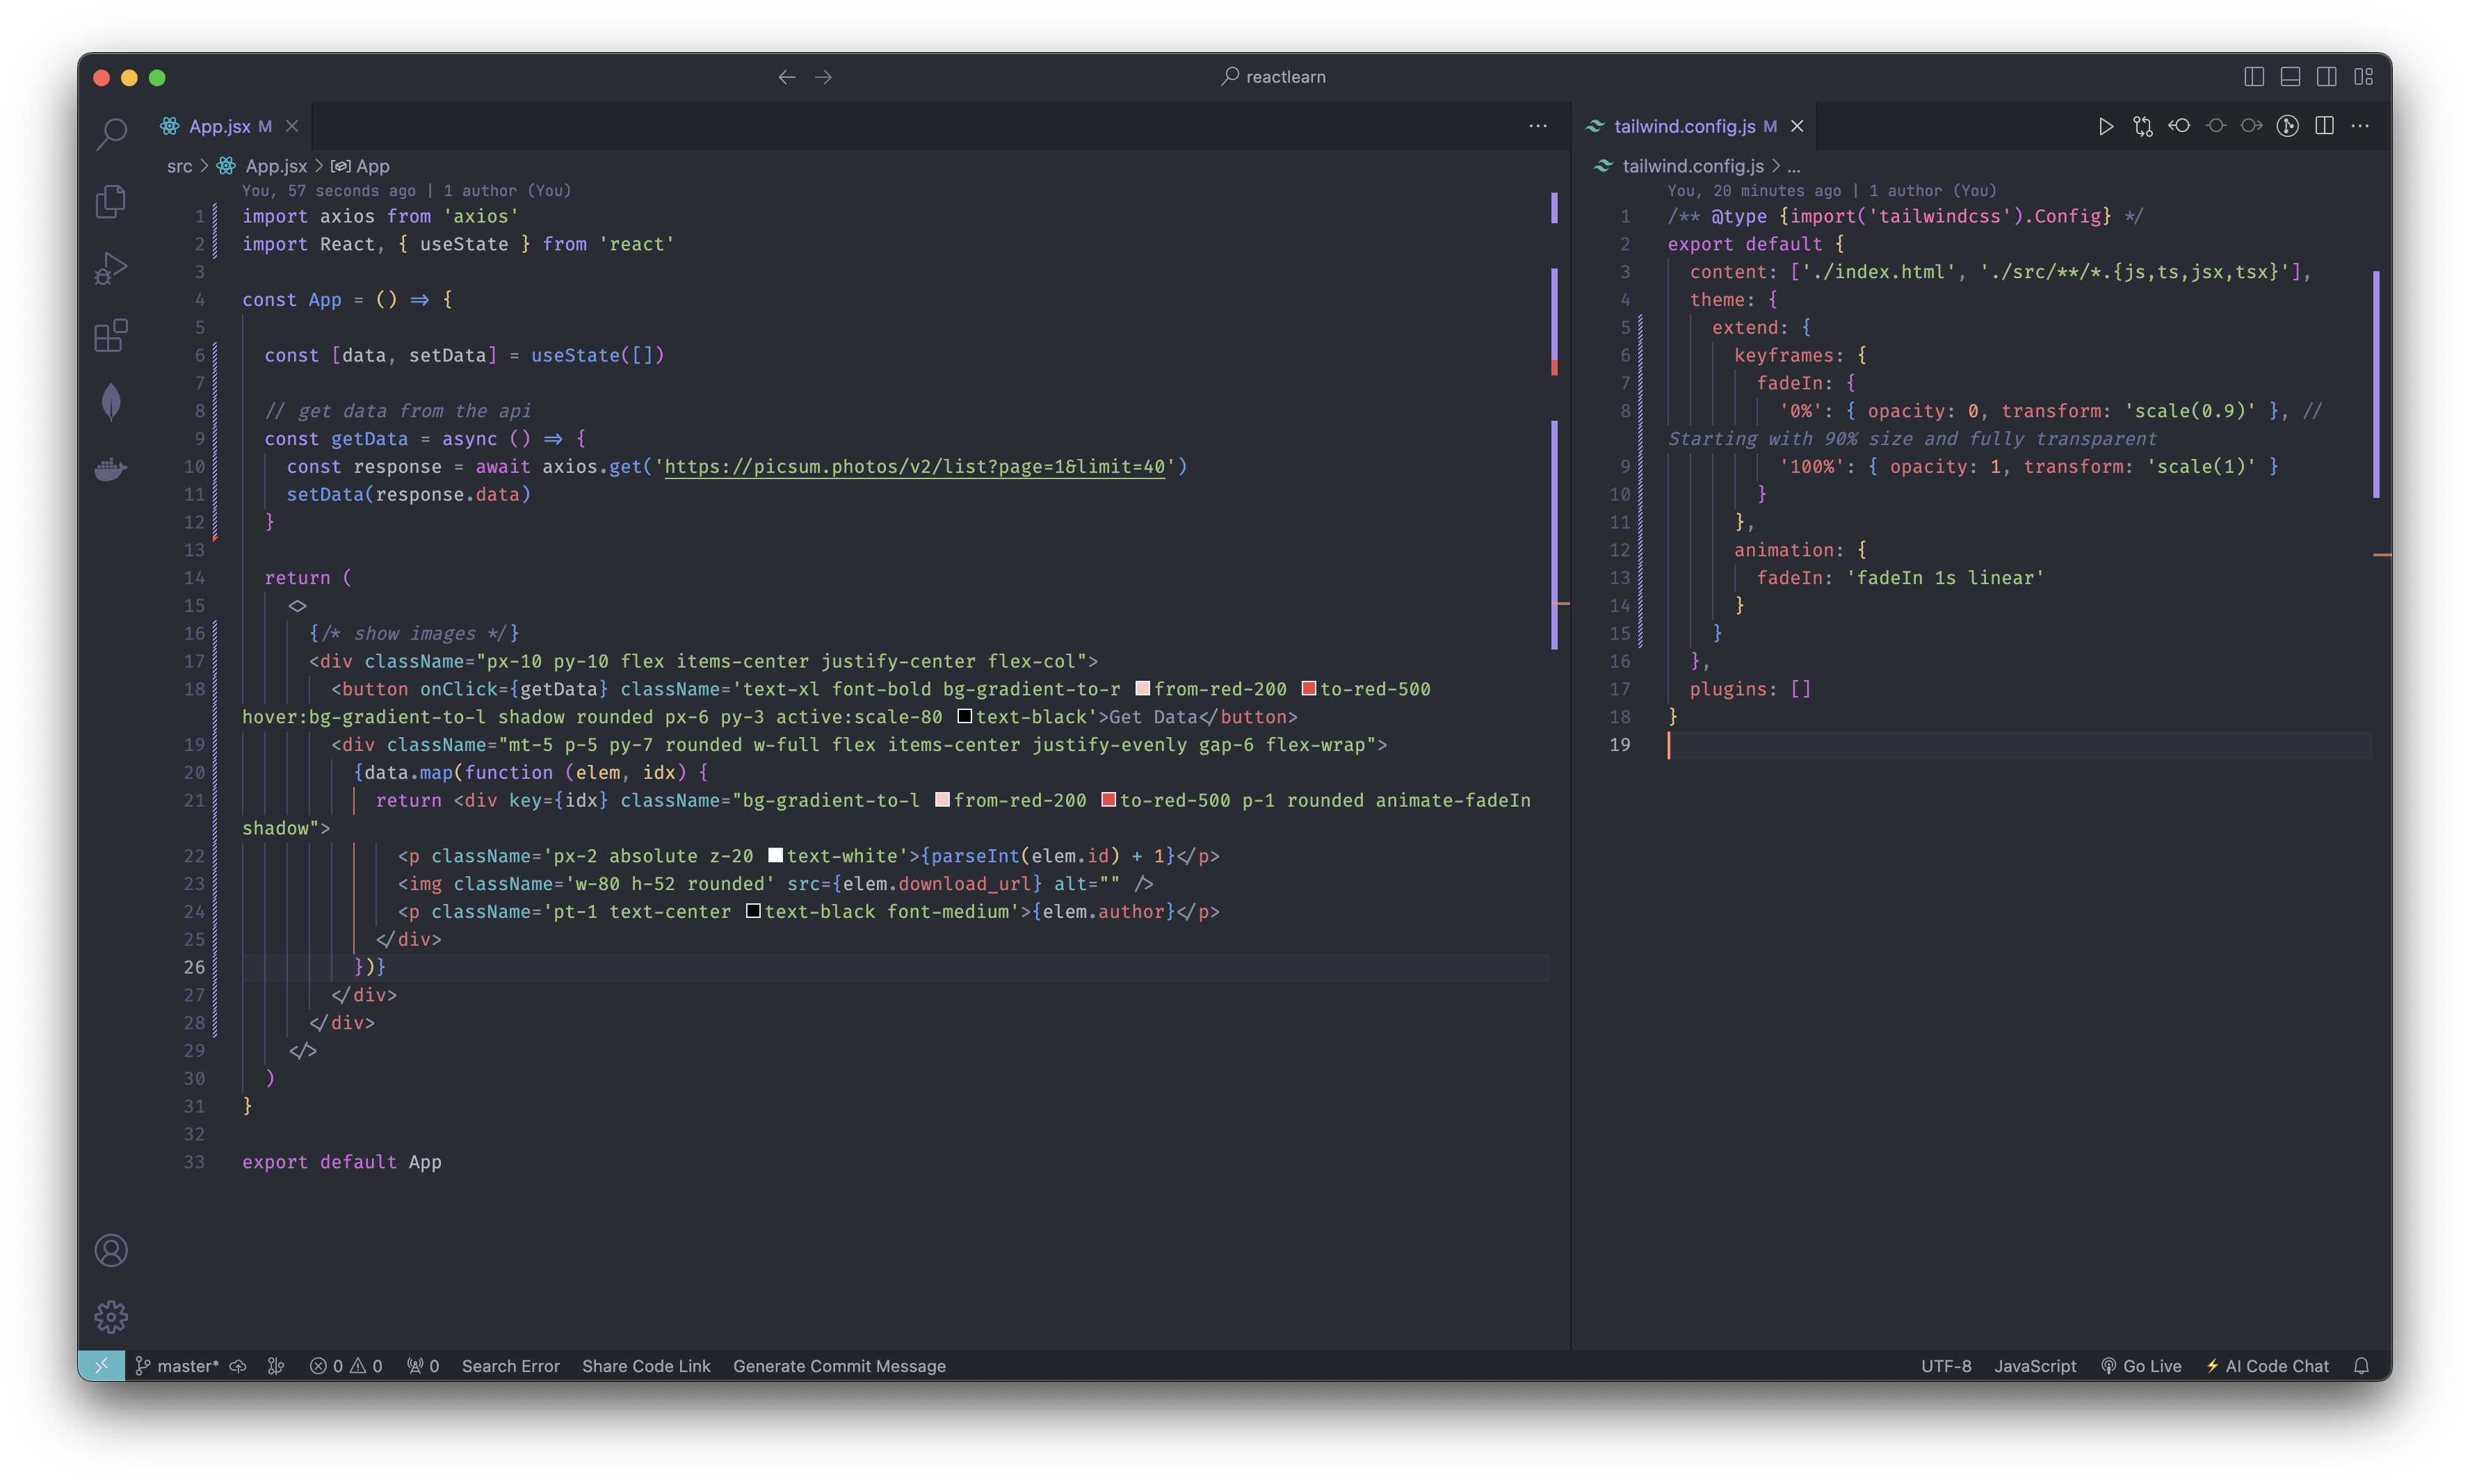 reactlearn
App.jsx M
src > App.jsx > App
You, 57 seconds ago | 1 author (You)
1 import axios from 'axios'
2 import React, { useState } from 'react'
3
4 const App = () => {
5
6 const [data, setData] = useState([])
7
8 // get data from the api
9 const getData = async () => {
10 const response = await axios.get('https://picsum.photos/v2/list?page=1&limit=40')
11 setData(response.data)
12 }
13
14 return (
15 <>
16 {/* show images */}
17 <div className="px-10 py-10 flex items-center justify-center flex-col">
18 <button onClick={getData} className='text-xl font-bold bg-gradient-to-r from-red-200 to-red-500
hover:bg-gradient-to-l shadow rounded px-6 py-3 active:scale-80 text-black'>Get Data</button>
19 <div className="mt-5 p-5 py-7 rounded w-full flex items-center justify-evenly gap-6 flex-wrap">
20 {data.map(function (elem, idx) {
21 return <div key={idx} className="bg-gradient-to-l from-red-200 to-red-500 p-1 rounded animate-fadeIn
shadow">
22 <p className='px-2 absolute z-20 text-white'>{parseInt(elem.id) + 1}</p>
23 <img className='w-80 h-52 rounded' src={elem.download_url} alt="" />
24 <p className='pt-1 text-center text-black font-medium'>{elem.author}</p>
25 </div>
26 })}
27 </div>
28 </div>
29 </>
30 )
31 }
32
33 export default App
tailwind.config.js M
tailwind.config.js > ...
You, 20 minutes ago | 1 author (You)
1 /** @type {import('tailwindcss').Config} */
2 export default {
3 content: ['./index.html', './src/**/*.{js,ts,jsx,tsx}'],
4 theme: {
5 extend: {
6 keyframes: {
7 fadeIn: {
8 '0%': { opacity: 0, transform: 'scale(0.9)' }, //
Starting with 90% size and fully transparent
9 '100%': { opacity: 1, transform: 'scale(1)' }
10 }
11 },
12 animation: {
13 fadeIn: 'fadeIn 1s linear'
14 }
15 }
16 },
17 plugins: []
18 }
19
master* 0 0 0 Search Error Share Code Link Generate Commit Message UTF-8 JavaScript Go Live AI Code Chat